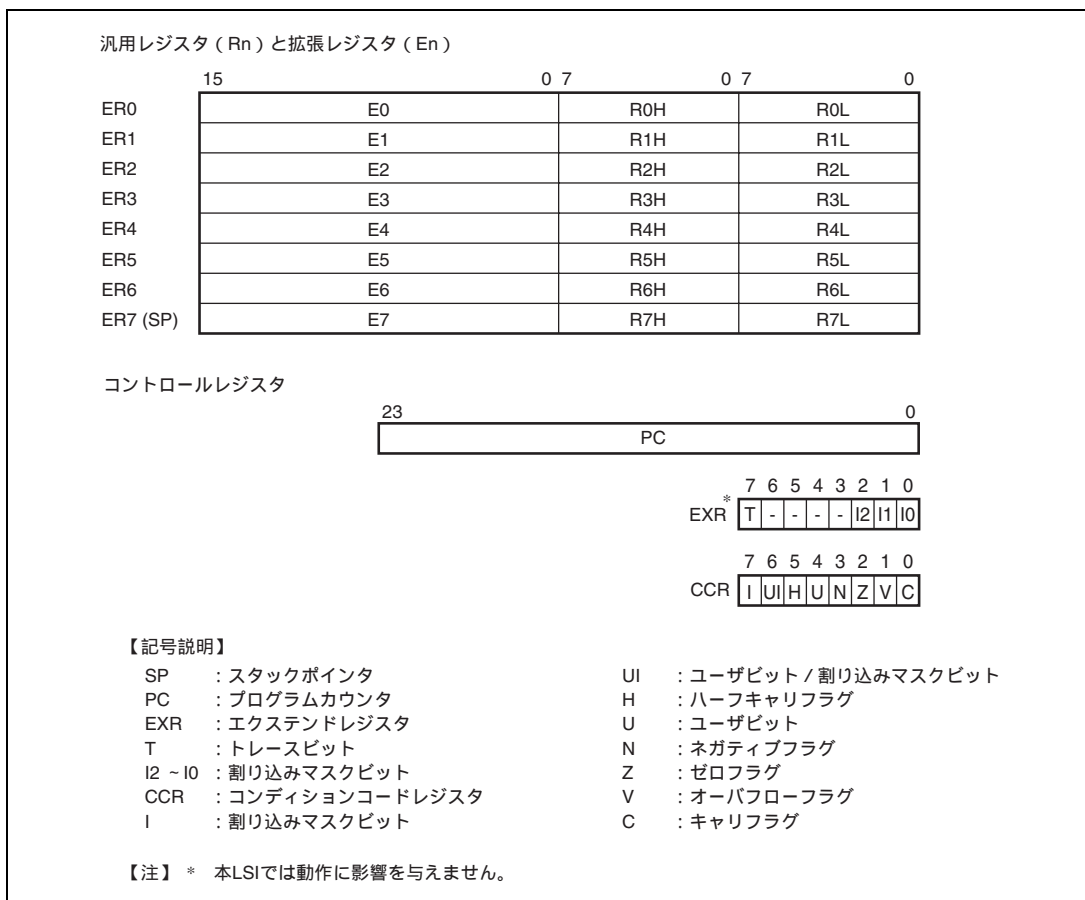 汎用レジスタ ( Rn ) と拡張レジスタ ( En )
15 0 7 0 7 0
ER0 E0 R0H R0L
ER1 E1 R1H R1L
ER2 E2 R2H R2L
ER3 E3 R3H R3L
ER4 E4 R4H R4L
ER5 E5 R5H R5L
ER6 E6 R6H R6L
ER7 (SP) E7 R7H R7L
コントロールレジスタ
23 0
PC
7 6 5 4 3 2 1 0
EXR* T - - - - I2 I1 I0
7 6 5 4 3 2 1 0
CCR I UI H U N Z V C
【記号説明】
SP : スタックポインタ
PC : プログラムカウンタ
EXR : エクステンドレジスタ
T : トレースビット
I2 ~ I0 : 割り込みマスクビット
CCR : コンディションコードレジスタ
I : 割り込みマスクビット
UI : ユーザビット / 割り込みマスクビット
H : ハーフキャリフラグ
U : ユーザビット
N : ネガティブフラグ
Z : ゼロフラグ
V : オーバフローフラグ
C : キャリフラグ
【注】 * 本LSIでは動作に影響を与えません。